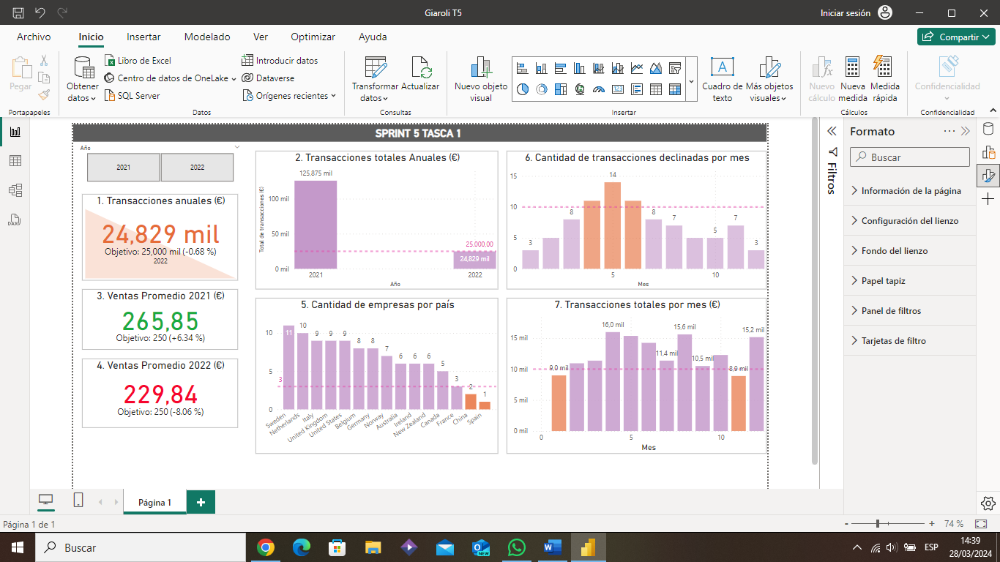 Giaroli T5
Iniciar sesión
Archivo
Inicio
Insertar
Modelado
Ver
Optimizar
Ayuda
Compartir
Pegar
Portapapeles
Obtener
datos
Libro de Excel
Centro de datos de OneLake
SQL Server
Introducir datos
Dataverse
Orígenes recientes
Datos
Transformar
datos
Actualizar
Consultas
Nuevo objeto
visual
Insertar
Cuadro de
texto
Más objetos
visuales
Nuevo
cálculo
Nueva
medida
Medida
rápida
Cálculos
Confidencialidad
Confidencialidad
SPRINT 5 TASCA 1
Año
2021
2022
1. Transacciones anuales (€)
24,829 mil
Objetivo: 25,000 mil (-0.68 %)
2022
3. Ventas Promedio 2021 (€)
265,85
Objetivo: 250 (+6.34 %)
4. Ventas Promedio 2022 (€)
229,84
Objetivo: 250 (-8.06 %)
2. Transacciones totales Anuales (€)
Total de transacciones (€)
125,875 mil
100 mil
50 mil
0 mil
25.000,00
24,829 mil
2021
2022
Año
5. Cantidad de empresas por país
10
5
0
3
11
10
9
9
9
8
8
7
6
6
6
5
3
2
1
Sweden
Netherlands
Italy
United Kingdom
United States
Belgium
Germany
Norway
Australia
Ireland
New Zealand
Canada
France
China
Spain
6. Cantidad de transacciones declinadas por mes
15
10
5
0
3
8
14
8
7
5
7
3
5
10
Mes
7. Transacciones totales por mes (€)
15 mil
10 mil
5 mil
0 mil
9,0 mil
16,0 mil
11,4 mil
15,6 mil
10,5 mil
8,9 mil
15,2 mil
0
5
10
Mes
Filtros
Formato
Buscar
Información de la página
Configuración del lienzo
Fondo del lienzo
Papel tapiz
Panel de filtros
Tarjetas de filtro
Página 1
Página 1 de 1
74 %
Buscar
ESP
14:39
28/03/2024